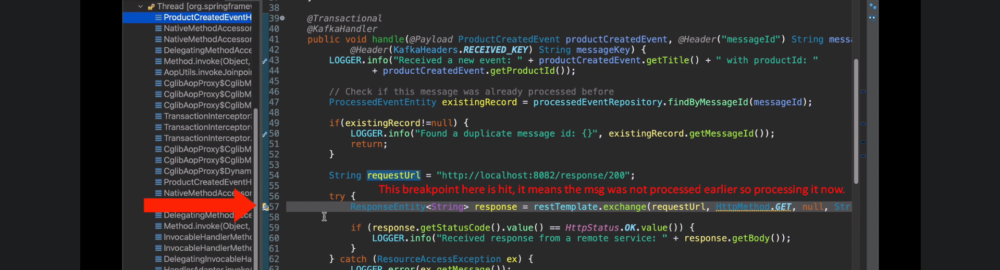 Thread [org.springframew
ProductCreatedEventH
NativeMethodAccessor
NativeMethodAccessor
DelegatingMethodAcce
Method.invoke(Object,
AopUtils.invokeJoinpoi
CglibAopProxy$CglibM
CglibAopProxy$CglibM
CglibAopProxy$CglibM
TransactionInterceptor
TransactionInterceptor
TransactionInterceptor.
CglibAopProxy$CglibM
CglibAopProxy$CglibM
CglibAopProxy$Dynam
ProductCreatedEventH
NativeMethodAccessor
DelegatingMethodAcce
Method.invoke(Object,
InvocableHandlerMetho
InvocableHandlerMetho
DelegatingInvocableHa
HandlerAdapter.invoke(
38
39 @Transactional
40 @KafkaHandler
41 public void handle(@Payload ProductCreatedEvent productCreatedEvent, @Header("messageId") String messa
42 @Header(KafkaHeaders.RECEIVED_KEY) String messageKey) {
43 LOGGER.info("Received a new event: " + productCreatedEvent.getTitle() + " with productId: "
44 + productCreatedEvent.getProductId());
45
46 // Check if this message was already processed before
47 ProcessedEventEntity existingRecord = processedEventRepository.findByMessageId(messageId);
48
49 if(existingRecord!=null) {
50 LOGGER.info("Found a duplicate message id: {}", existingRecord.getMessageId());
51 return;
52 }
53
54 String requestUrl = "http://localhost:8082/response/200";
55 This breakpoint here is hit, it means the msg was not processed earlier so processing it now.
56 try {
57 ResponseEntity<String> response = restTemplate.exchange(requestUrl, HttpMethod.GET, null, Str
58
59 if (response.getStatusCode().value() == HttpStatus.OK.value()) {
60 LOGGER.info("Received response from a remote service: " + response.getBody());
61 }
62 } catch (ResourceAccessException ex) {
63 LOGGER.error(ex.getMessage());